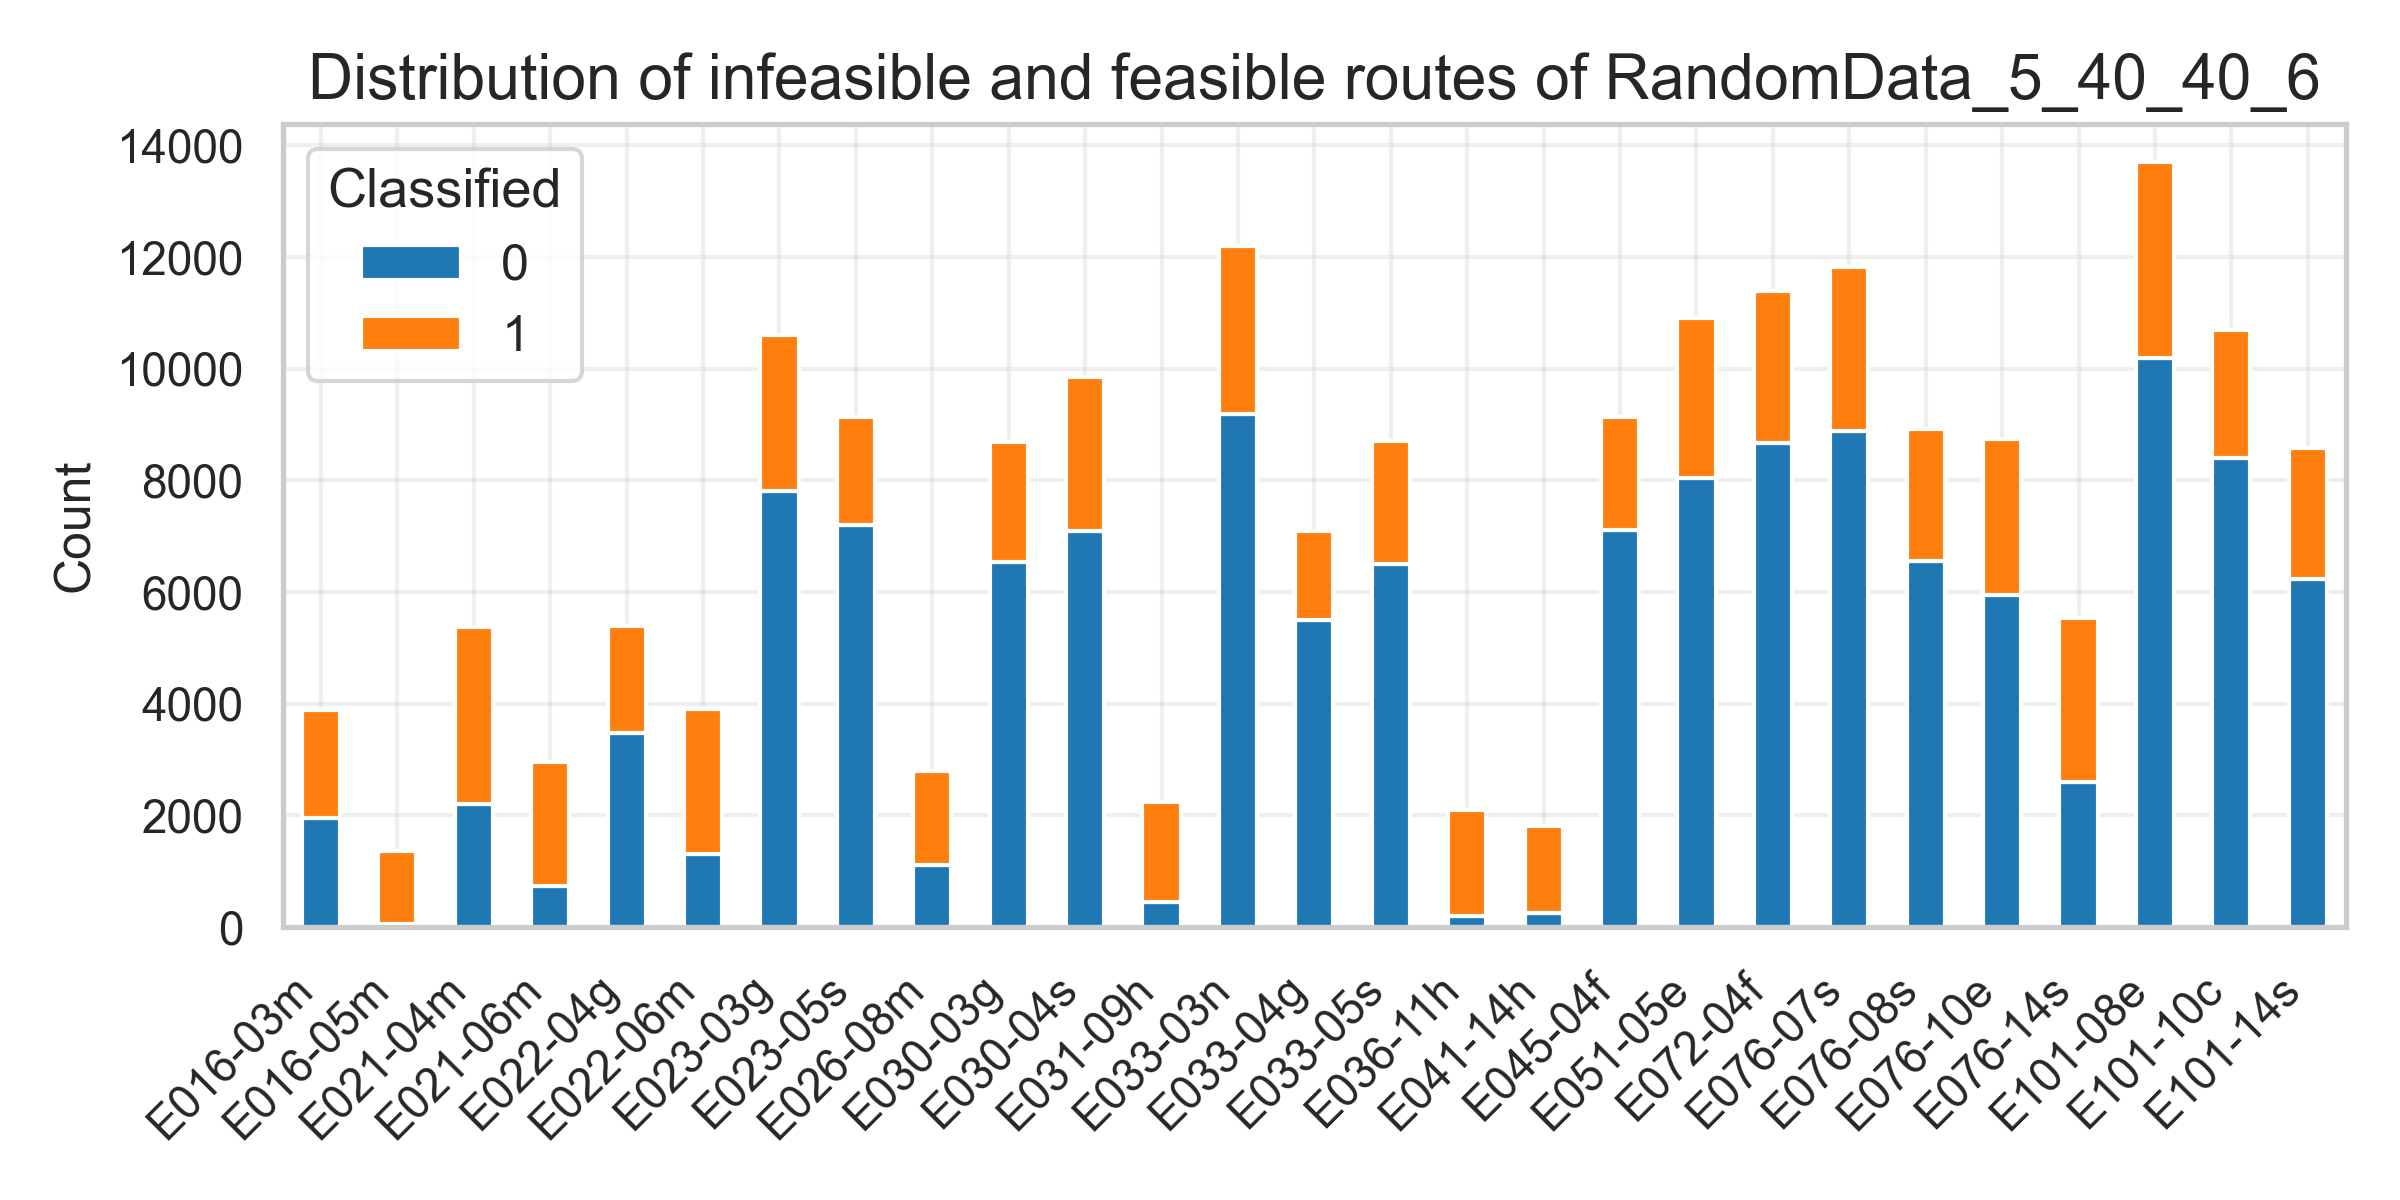 Distribution of infeasible and feasible routes of RandomData_5_40_40_6
14000
12000
10000
8000
6000
4000
2000
0
Count
Classified
0
1
E016-03m
E016-05m
E021-04m
E021-06m
E022-04g
E022-06m
E023-03g
E023-05s
E026-08m
E030-03g
E030-04s
E031-09h
E033-03n
E033-04g
E033-05s
E036-11h
E041-14h
E045-04f
E051-05e
E072-04f
E076-07s
E076-08s
E076-10e
E076-14s
E101-08e
E101-10c
E101-14s